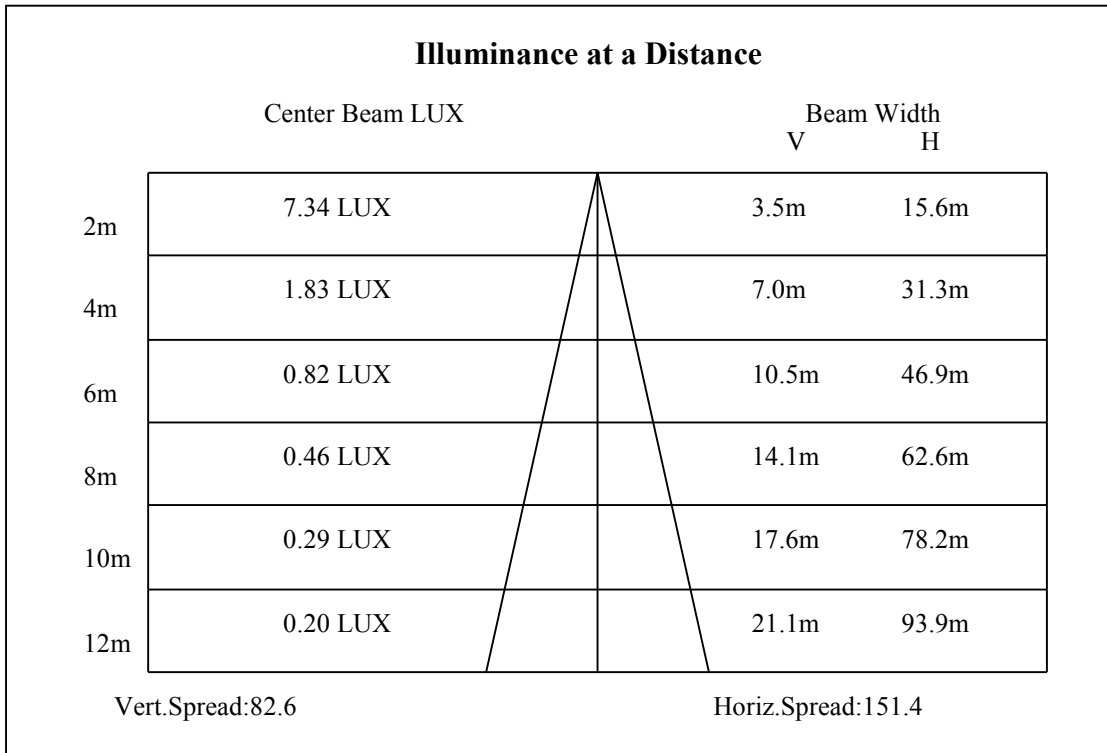 Illuminance at a Distance
Center Beam LUX Beam Width
V H
2m 7.34 LUX 3.5m 15.6m
4m 1.83 LUX 7.0m 31.3m
6m 0.82 LUX 10.5m 46.9m
8m 0.46 LUX 14.1m 62.6m
10m 0.29 LUX 17.6m 78.2m
12m 0.20 LUX 21.1m 93.9m
Vert.Spread:82.6 Horiz.Spread:151.4